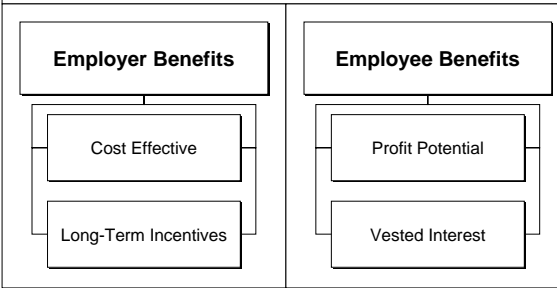 Employer Benefits
Cost Effective
Long-Term Incentives
Employee Benefits
Profit Potential
Vested Interest